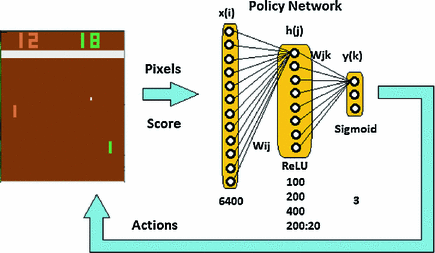 Policy Network
12 18
x(i)
h(j)
Wjk
y(k)
Pixels
Score
Wij
Sigmoid
ReLU
6400
100
200
400
200:20
3
Actions